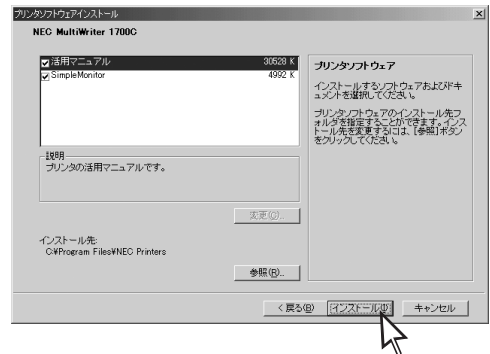 プリンタソフトウェアインストール
NEC MultiWriter 1700C
活用マニュアル 30528 K
SimpleMonitor 4992 K
説明
プリンタの活用マニュアルです。
変更(O)...
インストール先:
C:¥Program Files¥NEC Printers
参照(R)...
プリンタソフトウェア
インストールするソフトウェアおよびドキ
ュメントを選択してください。
プリンタソフトウェアのインストール先フ
ォルダを指定することができます。インス
トール先を変更するには、[参照]ボタン
をクリックしてください。
< 戻る(B) インストール(I) キャンセル